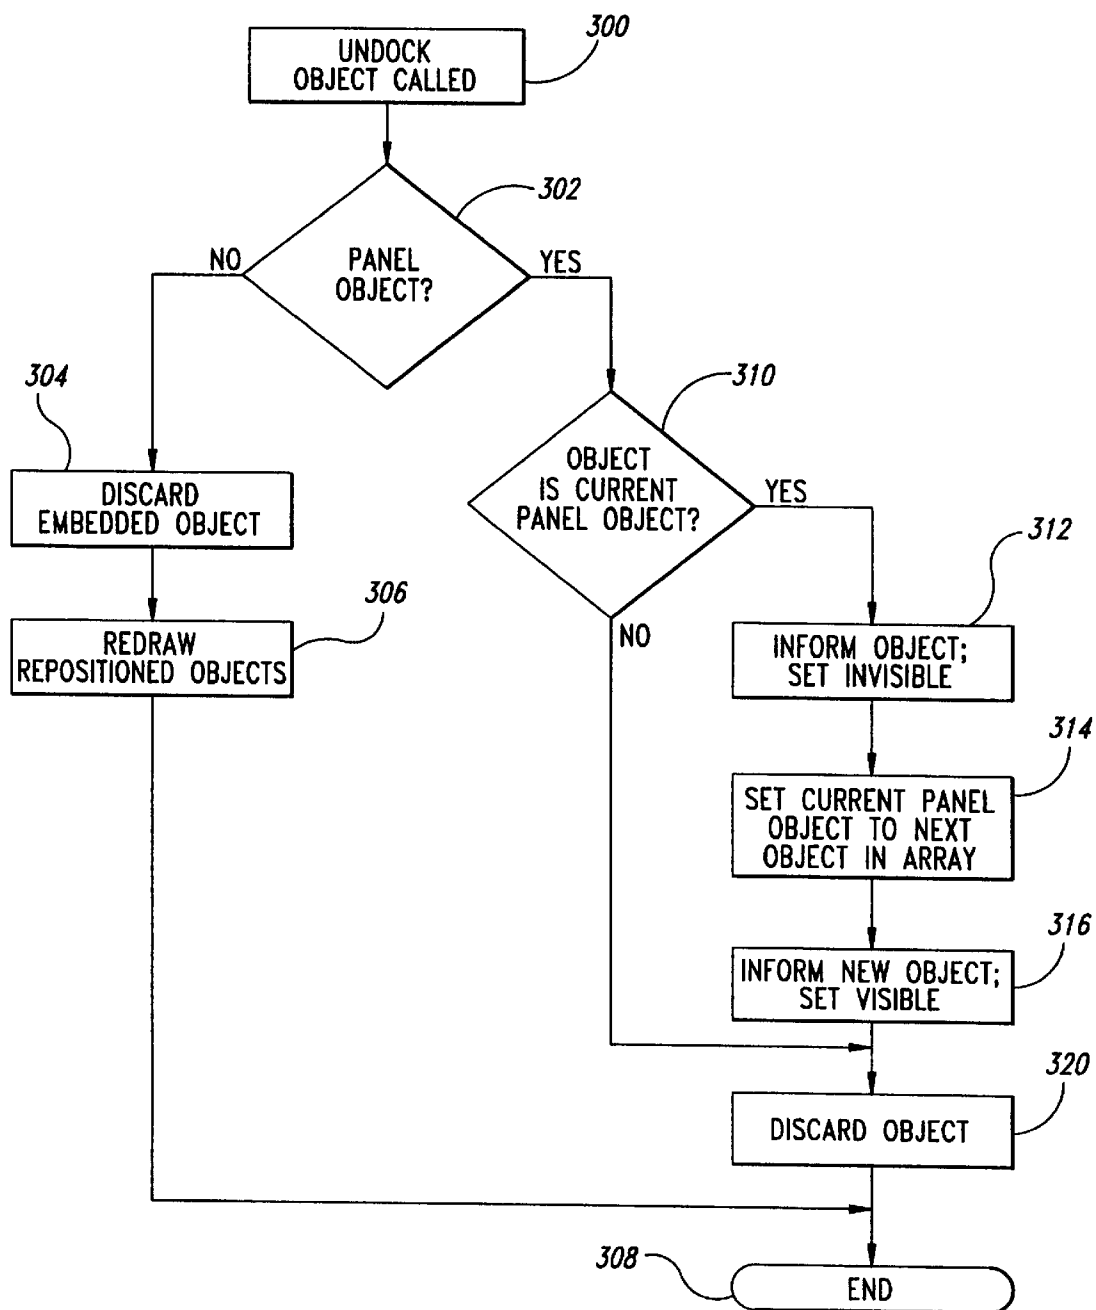 300
UNDOCK
OBJECT CALLED
302
NO
PANEL
OBJECT?
YES
304
DISCARD
EMBEDDED OBJECT
306
REDRAW
REPOSITIONED OBJECTS
310
OBJECT
IS CURRENT
PANEL OBJECT?
YES
NO
312
INFORM OBJECT;
SET INVISIBLE
314
SET CURRENT PANEL
OBJECT TO NEXT
OBJECT IN ARRAY
316
INFORM NEW OBJECT;
SET VISIBLE
320
DISCARD OBJECT
308
END